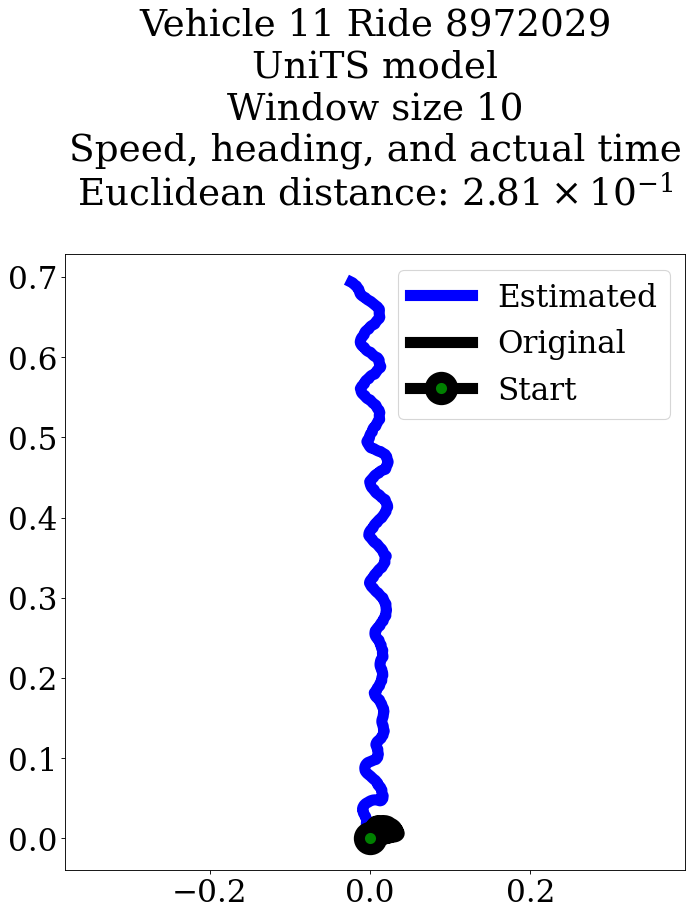 Vehicle 11 Ride 8972029
UniTS model
Window size 10
Speed, heading, and actual time
Euclidean distance: 2.81 × 10⁻¹
Estimated
Original
Start
0.7
0.6
0.5
0.4
0.3
0.2
0.1
0.0
−0.2 0.0 0.2